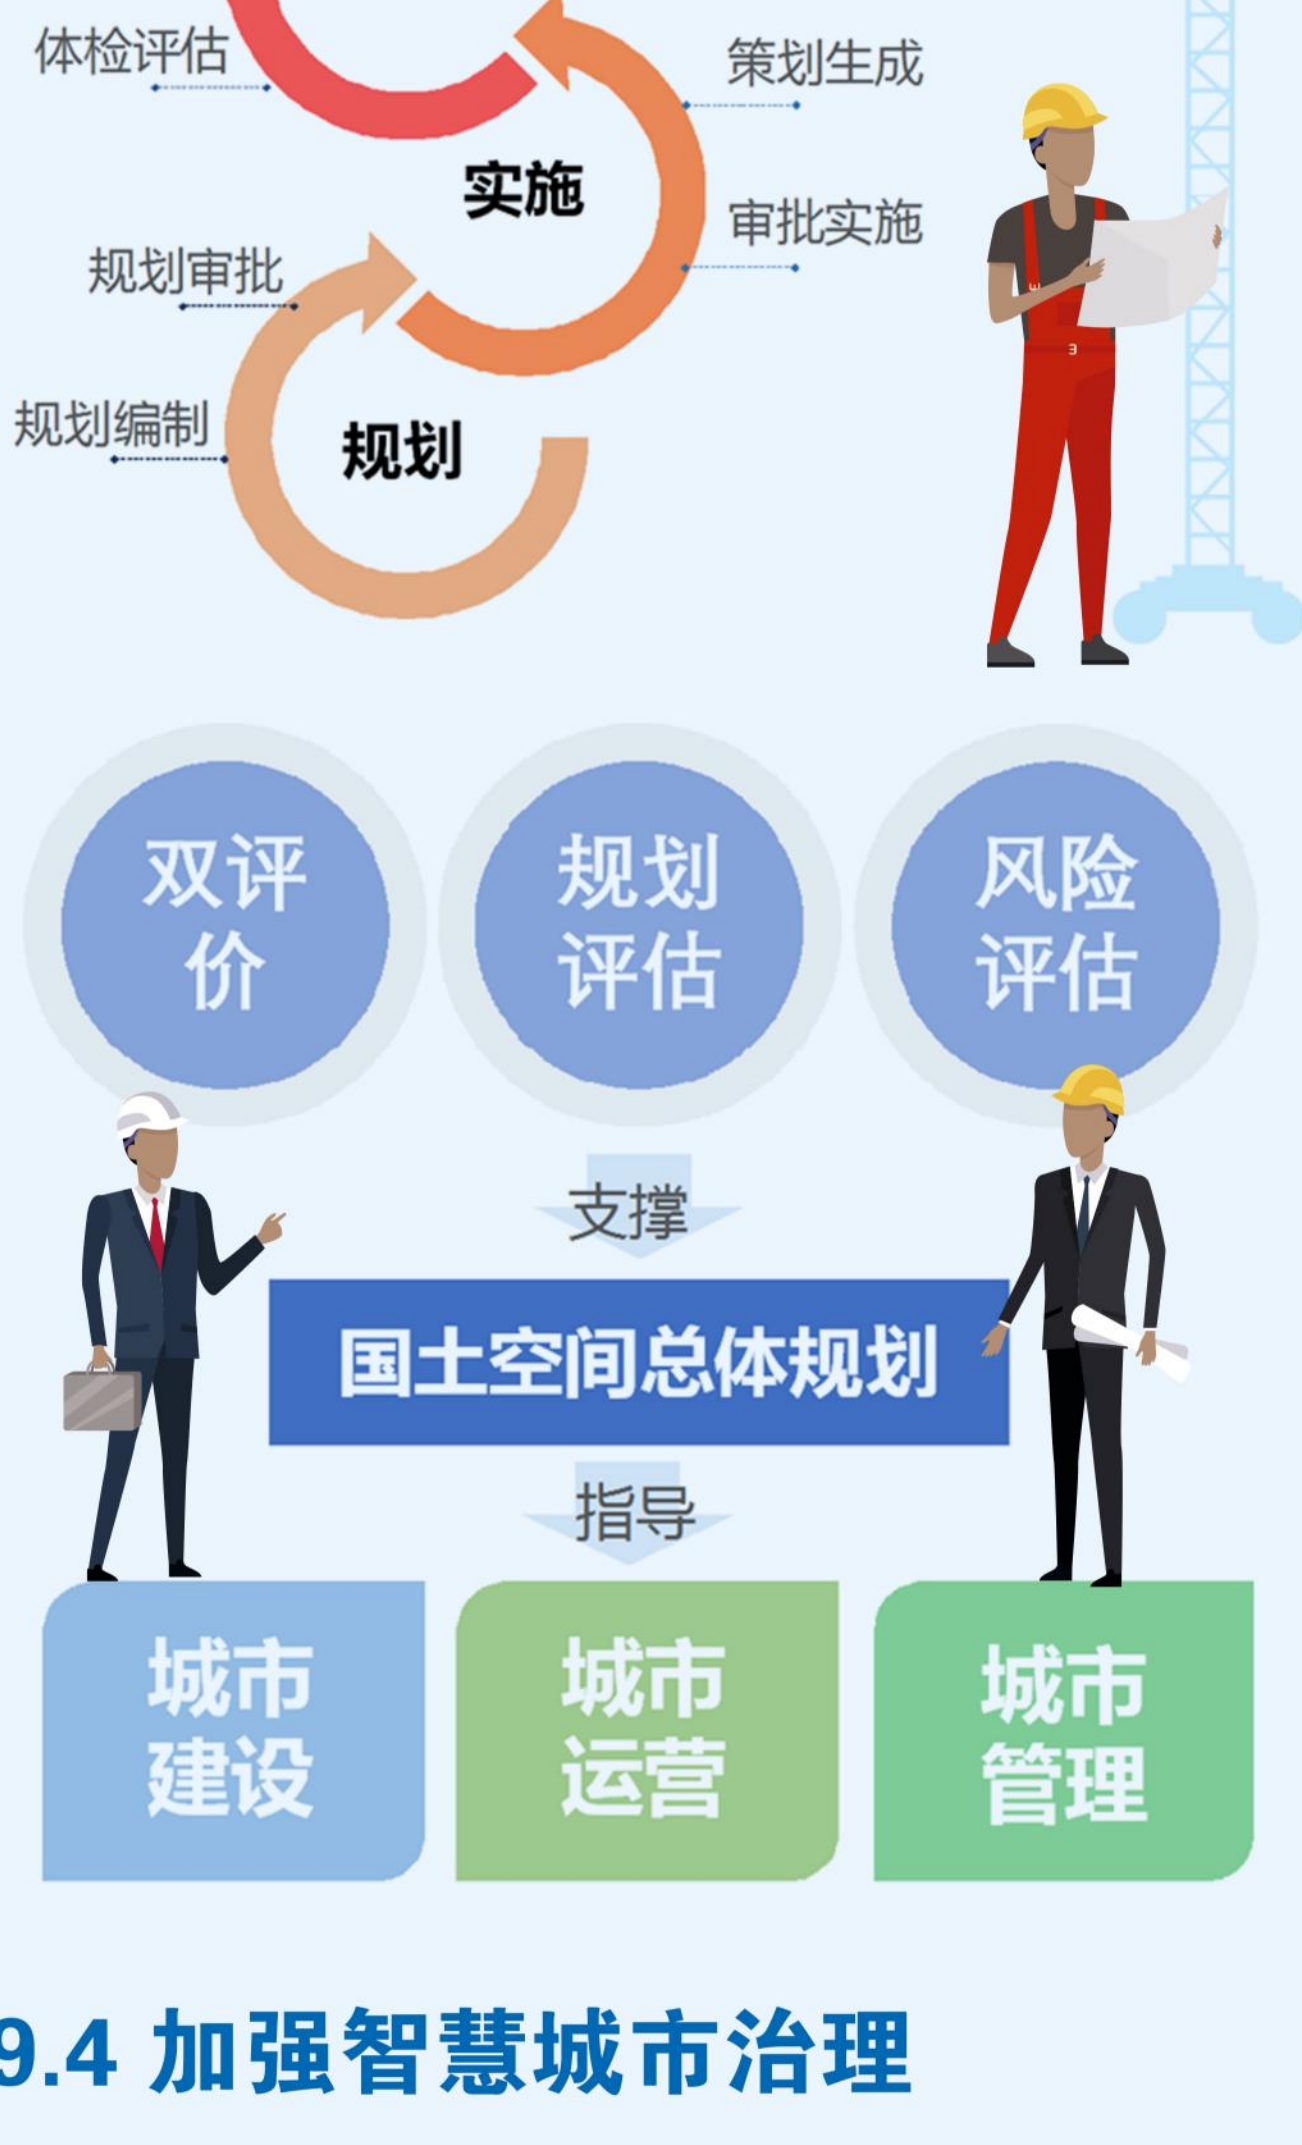 体检评估
策划生成
实施
审批实施
规划审批
规划编制
规划
双评
价
规划
评估
风险
评估
支撑
国土空间总体规划
指导
城市
建设
城市
运营
城市
管理
9.4 加强智慧城市治理